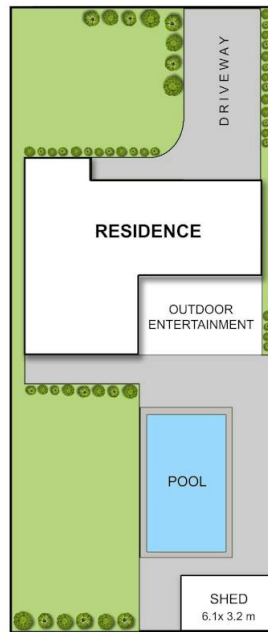 DRIVEWAY
RESIDENCE
OUTDOOR
ENTERTAINMENT
POOL
SHED
6.1x 3.2 m